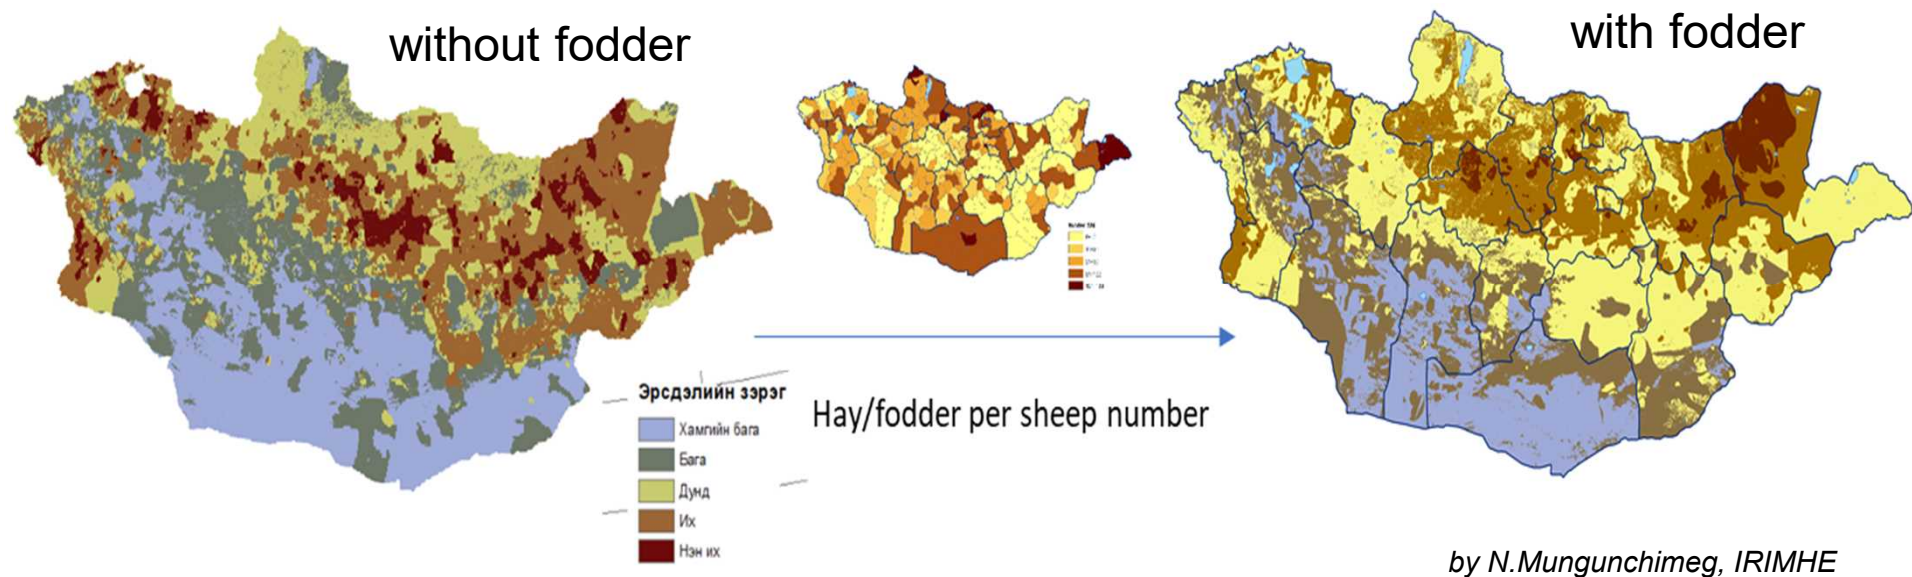 without fodder
with fodder
Эрсдэлийн зэрэг
Хамгийн бага
Бага
Дунд
Их
Нэн их
Hay/fodder per sheep number
by N.Mungunchimeg, IRIMHE